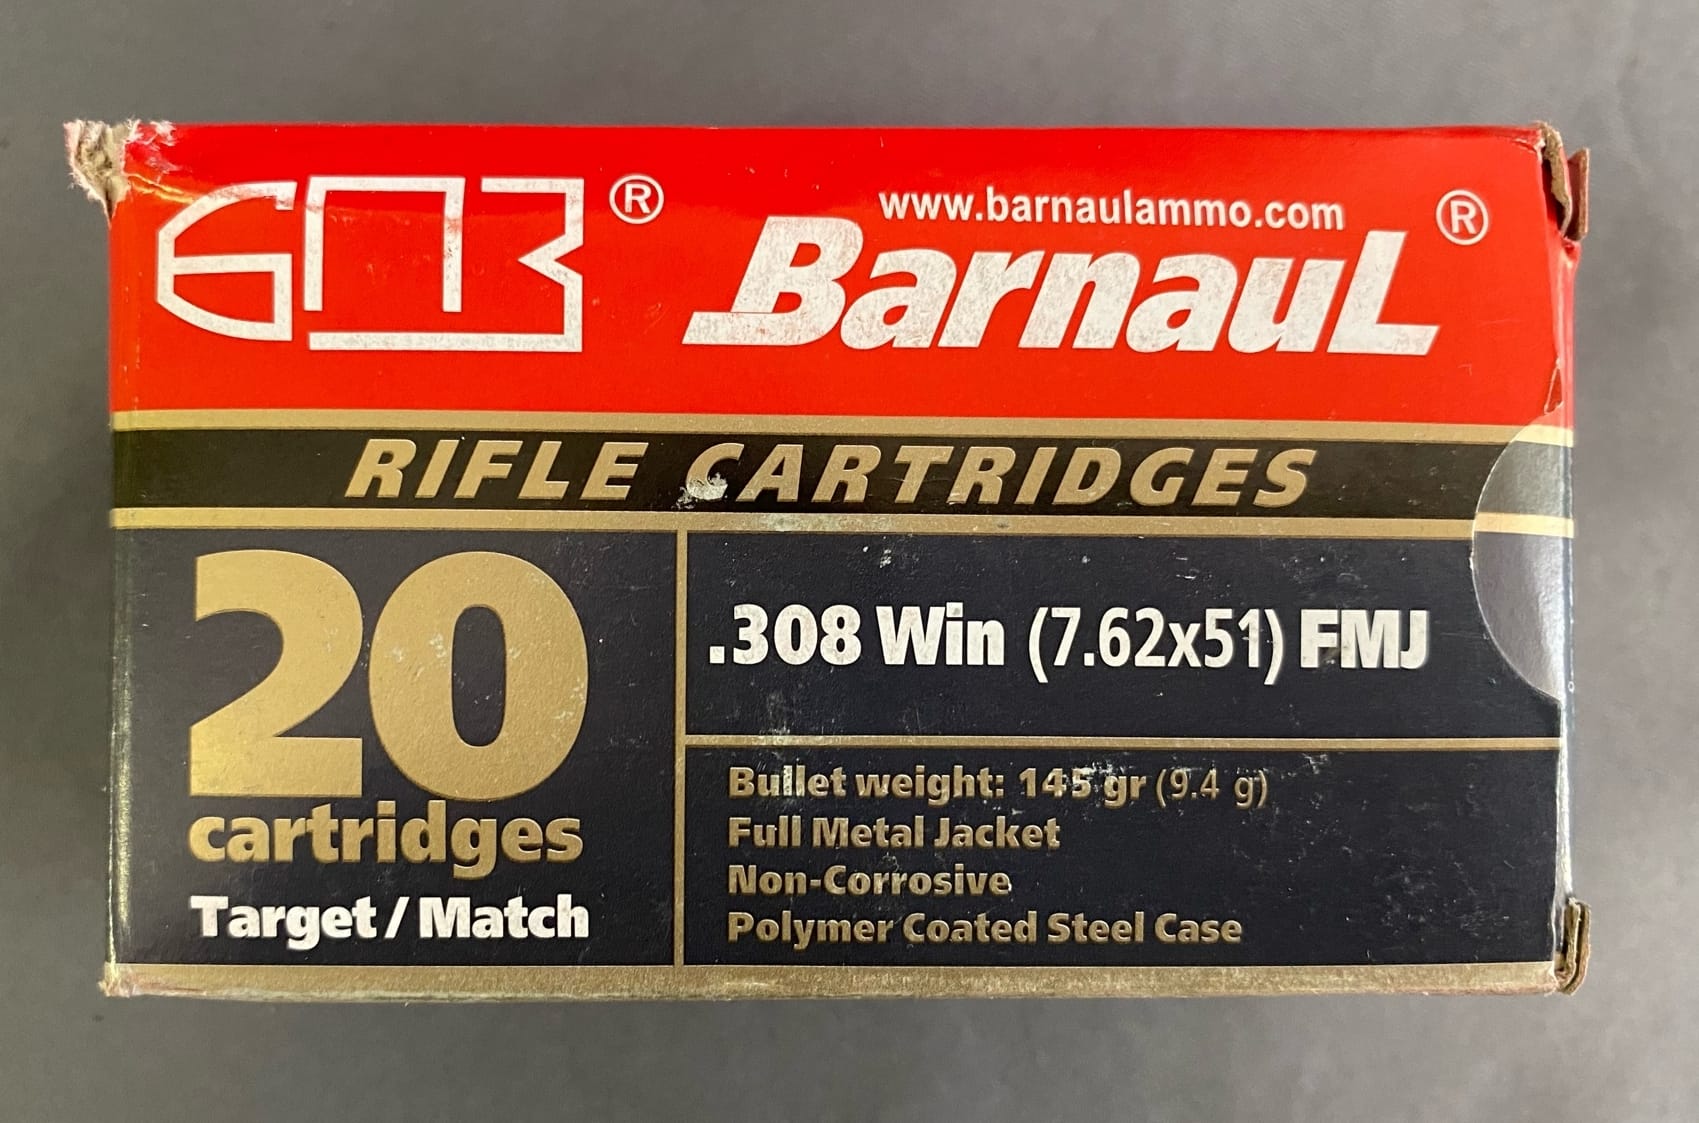 БПЗ ®
www.barnaulammo.com
BarnauL ®
RIFLE CARTRIDGES
20
cartridges
Target / Match
.308 Win (7.62x51) FMJ
Bullet weight: 145 gr (9.4 g)
Full Metal Jacket
Non-Corrosive
Polymer Coated Steel Case